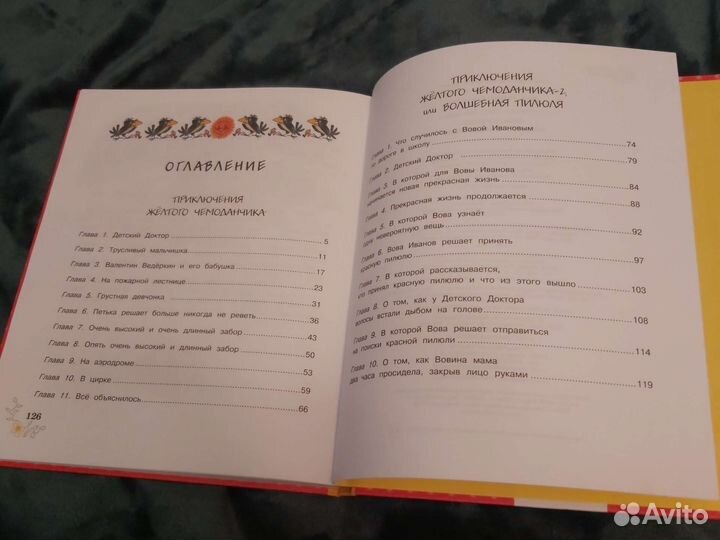 ОГЛАВЛЕНИЕ
ПРИКЛЮЧЕНИЯ
ЖЁЛТОГО ЧЕМОДАНЧИКА
Глава 1. Детский Доктор 5
Глава 2. Трусливый мальчишка 11
Глава 3. Валентин Ведёркин и его бабушка 17
Глава 4. На пожарной лестнице 23
Глава 5. Грустная девчонка 31
Глава 6. Петька решает больше никогда не реветь 36
Глава 7. Очень высокий и очень длинный забор 43
Глава 8. Опять очень высокий и длинный забор 50
Глава 9. На аэродроме 53
Глава 10. В цирке 59
Глава 11. Всё объяснилось 66
126
ПРИКЛЮЧЕНИЯ
ЖЁЛТОГО ЧЕМОДАНЧИКА-2,
или ВОЛШЕБНАЯ ПИЛЮЛЯ
Глава 1. Что случилось с Вовой Ивановым
по дороге в школу 74
Глава 2. Детский Доктор 79
Глава 3. В которой для Вовы Иванова
начинается новая прекрасная жизнь 84
Глава 4. Прекрасная жизнь продолжается 88
Глава 5. В которой Вова узнаёт
одну невероятную вещь 92
Глава 6. Вова Иванов решает принять
красную пилюлю 97
Глава 7. В которой рассказывается,
кто принял красную пилюлю и что из этого вышло 103
Глава 8. О том, как у Детского Доктора
волосы встали дыбом на голове 108
Глава 9. В которой Вова решает отправиться
на поиски красной пилюли 114
Глава 10. О том, как Вовина мама
два часа просидела, закрыв лицо руками 119
Avito